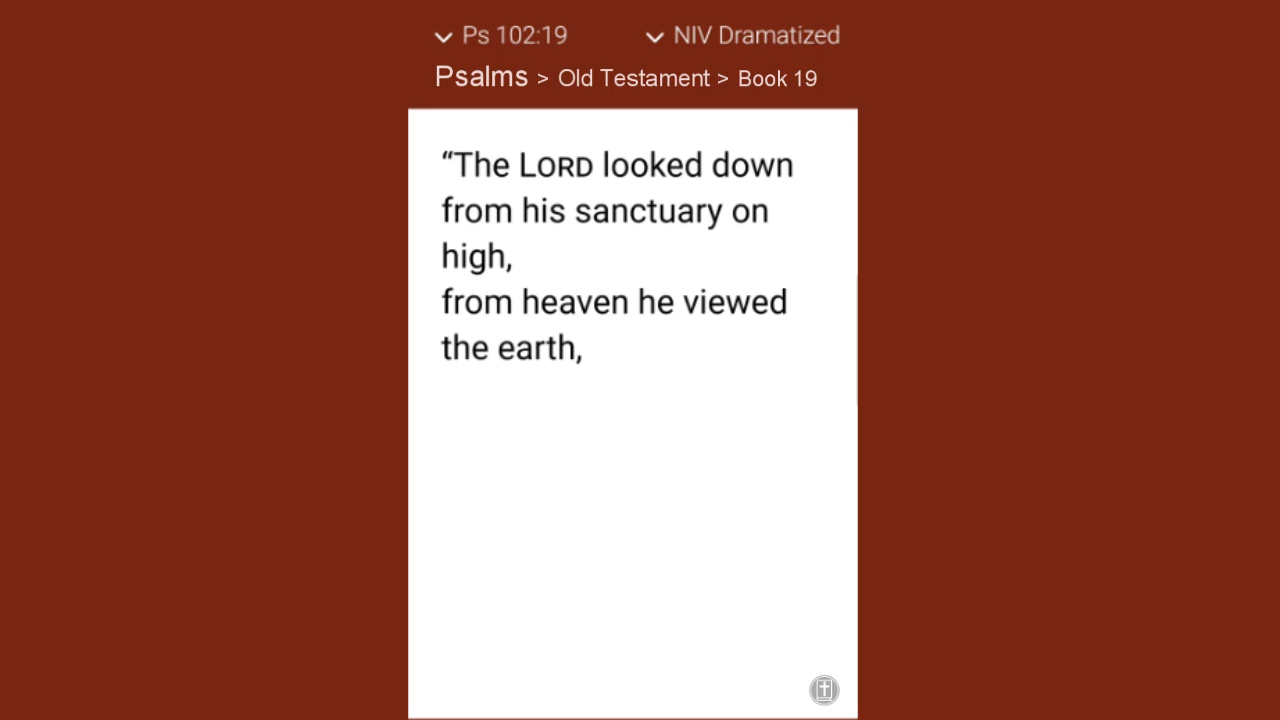 Ps 102:19 NIV Dramatized
Psalms > Old Testament > Book 19
“The LORD looked down
from his sanctuary on
high,
from heaven he viewed
the earth,